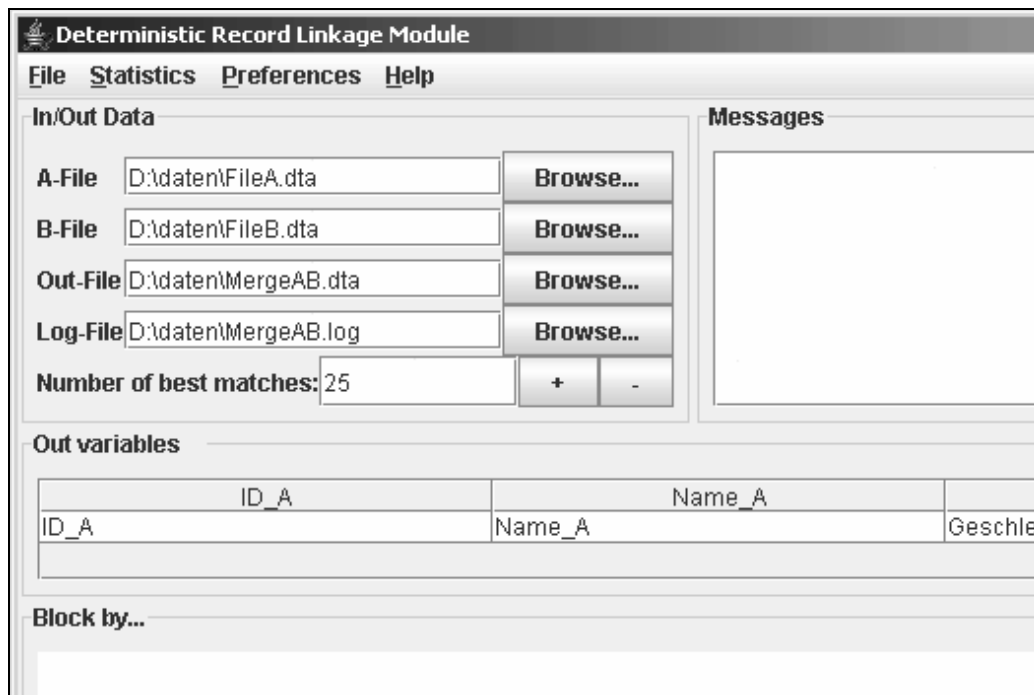 Deterministic Record Linkage Module
File Statistics Preferences Help
In/Out Data
A-File D:\daten\FileA.dta Browse...
B-File D:\daten\FileB.dta Browse...
Out-File D:\daten\MergeAB.dta Browse...
Log-File D:\daten\MergeAB.log Browse...
Number of best matches: 25 + -
Messages
Out variables
ID_A Name_A
ID_A Name_A Geschle
Block by...